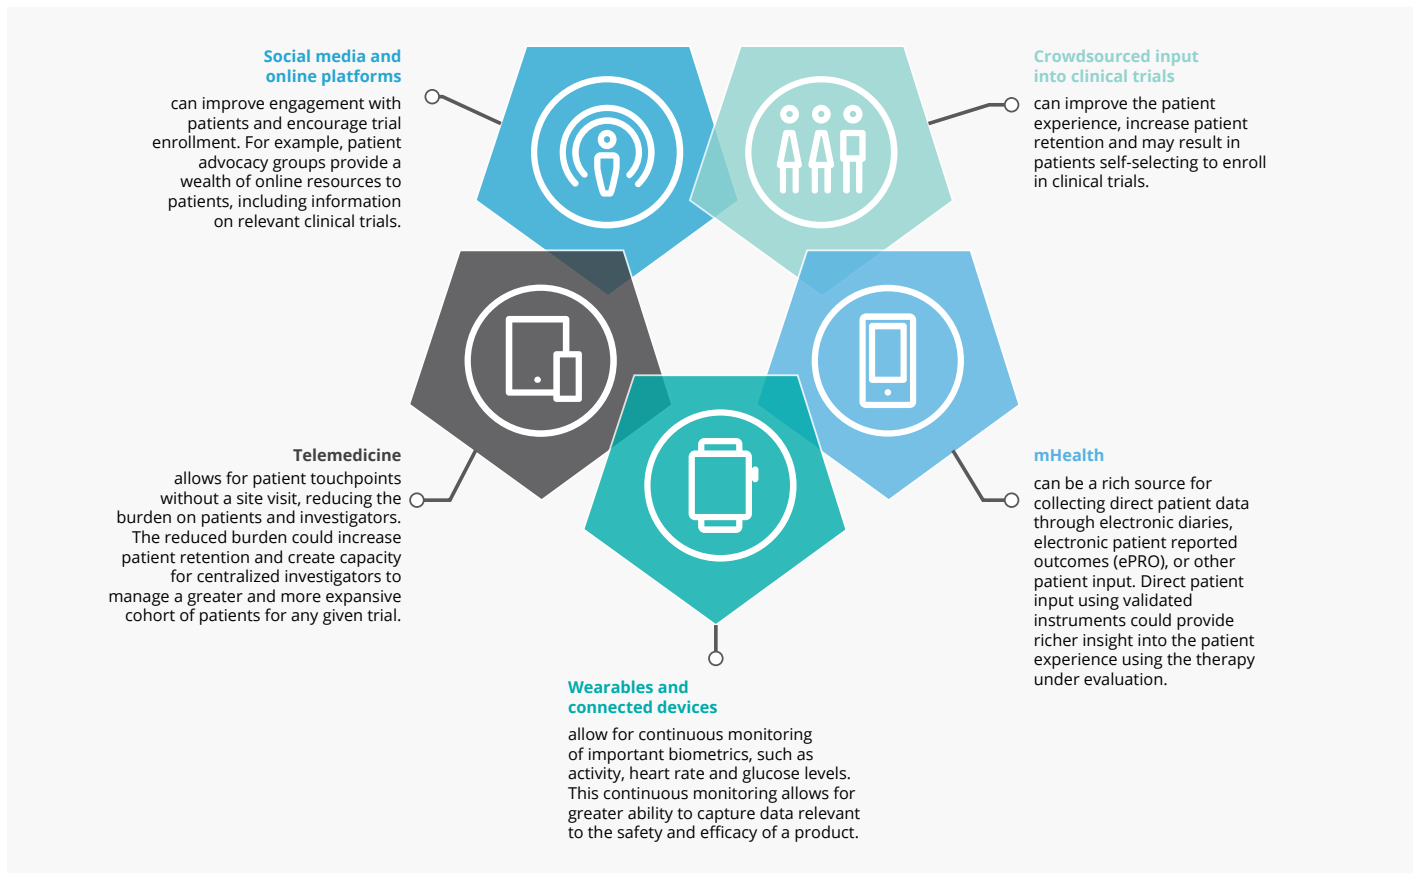 Social media and
online platforms
can improve engagement with
patients and encourage trial
enrollment. For example, patient
advocacy groups provide a
wealth of online resources to
patients, including information
on relevant clinical trials.
Crowdsourced input
into clinical trials
can improve the patient
experience, increase patient
retention and may result in
patients self-selecting to enroll
in clinical trials.
Telemedicine
allows for patient touchpoints
without a site visit, reducing the
burden on patients and investigators.
The reduced burden could increase
patient retention and create capacity
for centralized investigators to
manage a greater and more expansive
cohort of patients for any given trial.
mHealth
can be a rich source for
collecting direct patient data
through electronic diaries,
electronic patient reported
outcomes (ePRO), or other
patient input. Direct patient
input using validated
instruments could provide
richer insight into the patient
experience using the therapy
under evaluation.
Wearables and
connected devices
allow for continuous monitoring
of important biometrics, such as
activity, heart rate and glucose levels.
This continuous monitoring allows for
greater ability to capture data relevant
to the safety and efficacy of a product.